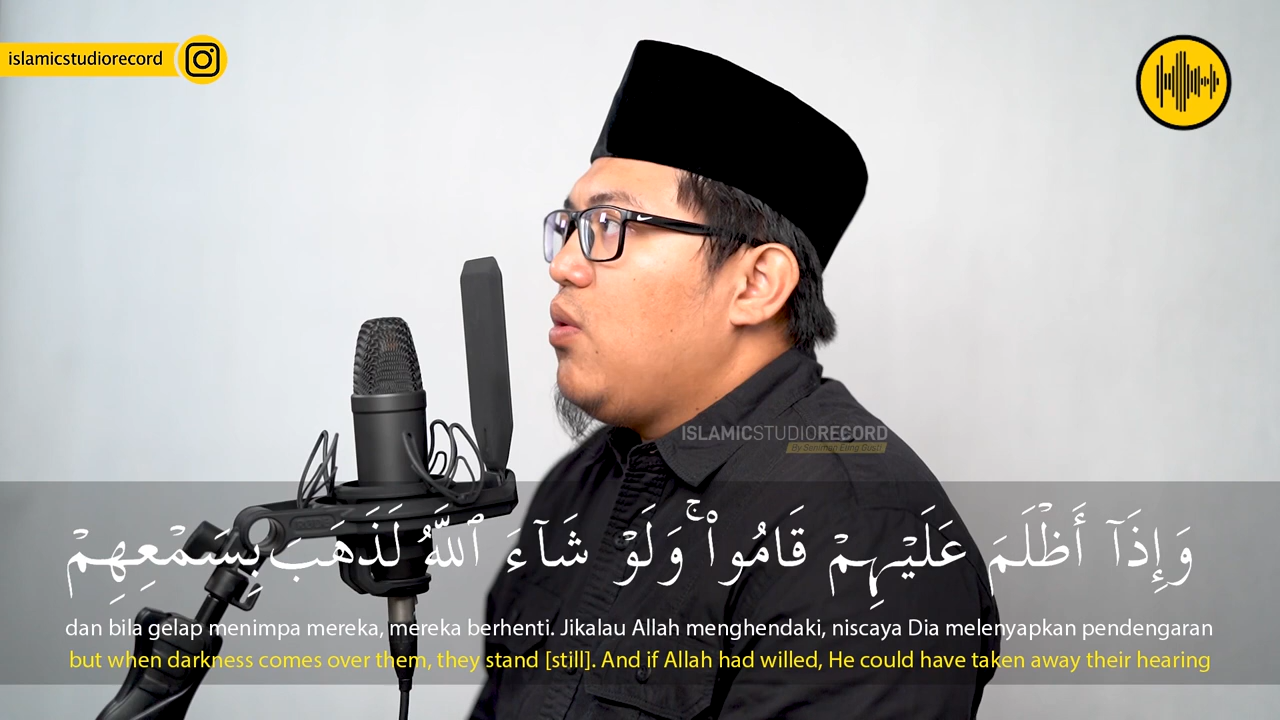 islamicstudiorecord
ISLAMICSTUDIORECORD
وَإِذَآ أَظْلَمَ عَلَيْهِمْ قَامُوا۟ ۚ وَلَوْ شَآءَ ٱللَّهُ لَذَهَبَ بِسَمْعِهِمْ
dan bila gelap menimpa mereka, mereka berhenti. Jikalau Allah menghendaki, niscaya Dia melenyapkan pendengaran
but when darkness comes over them, they stand [still]. And if Allah had willed, He could have taken away their hearing